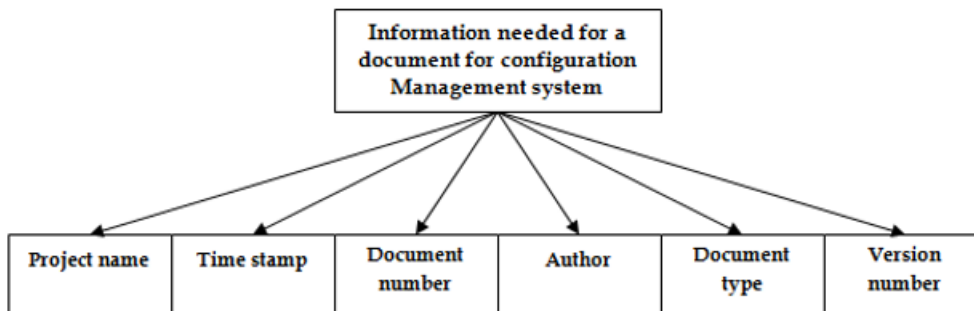 Information needed for a
document for configuration
Management system
Project name
Time stamp
Document
number
Author
Document
type
Version
number